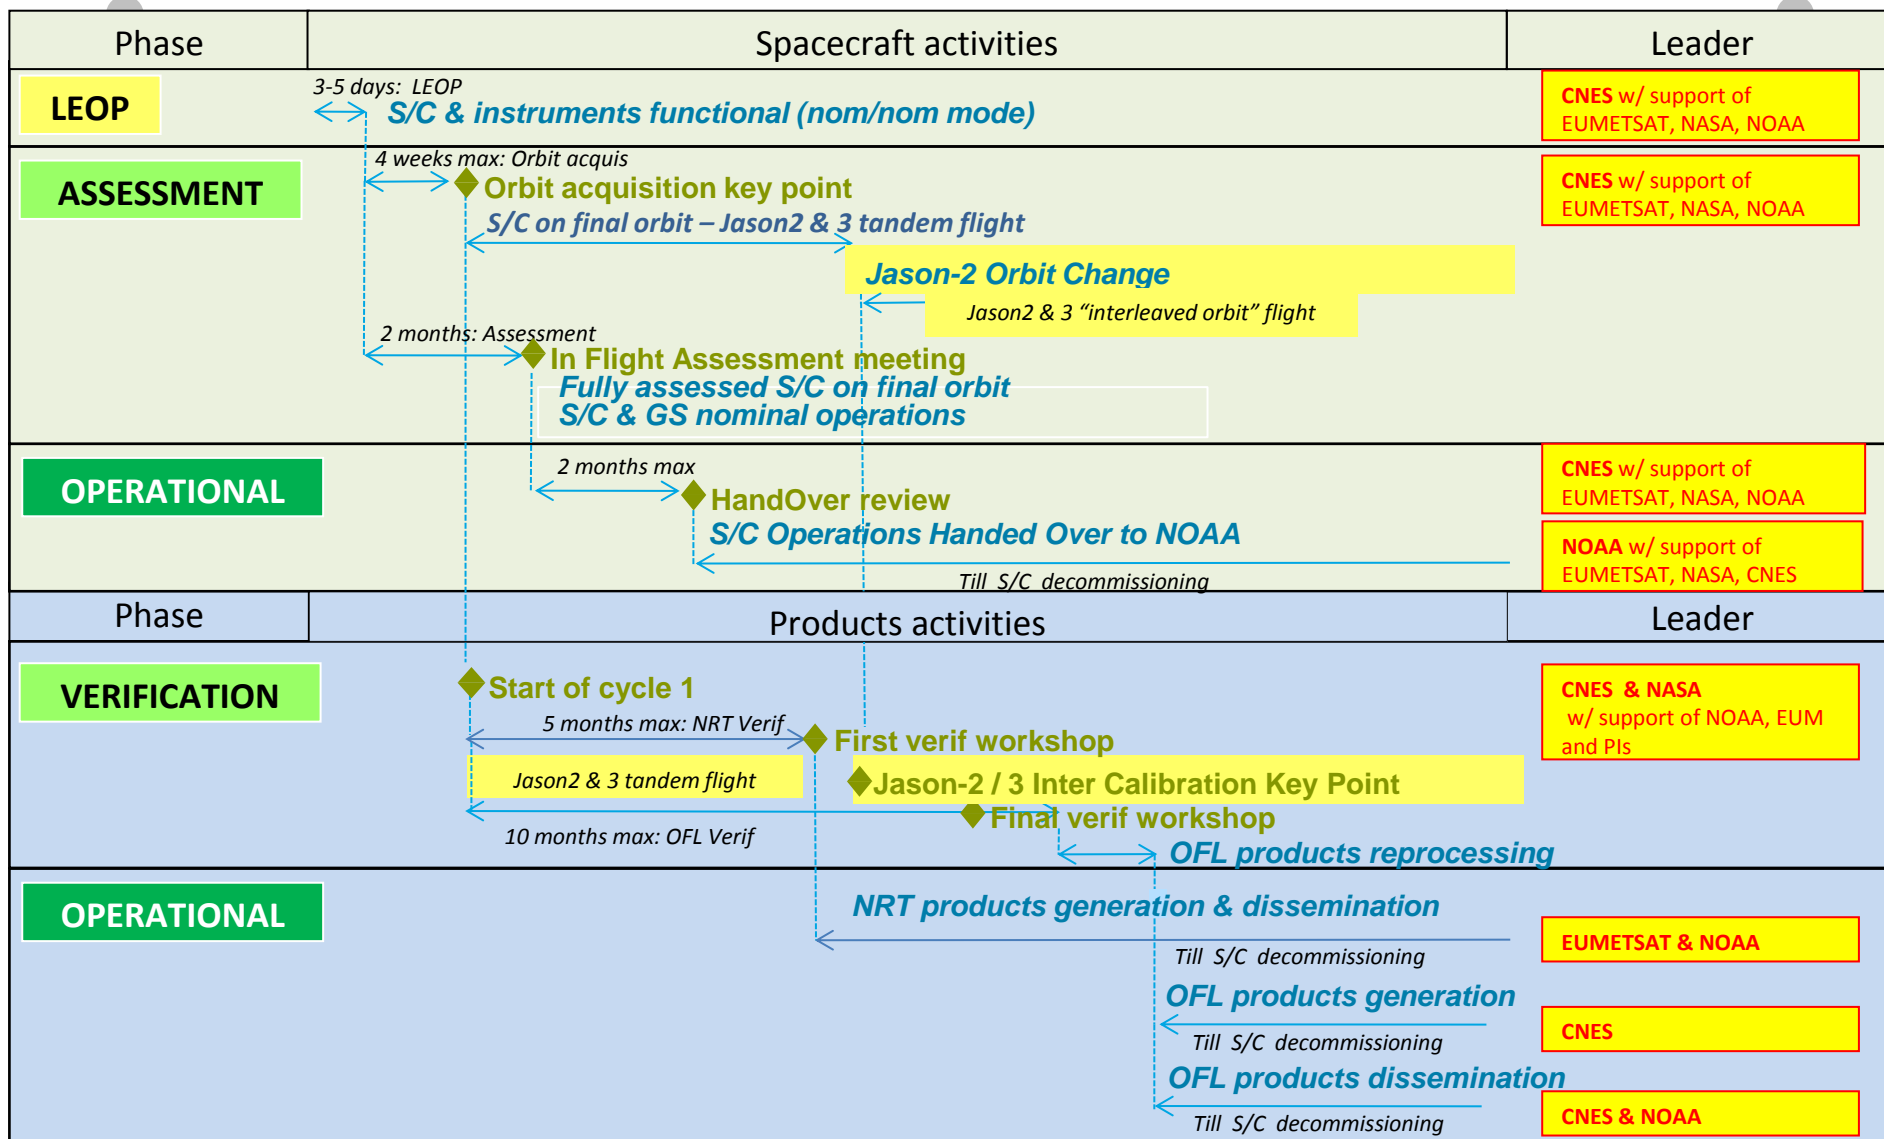 Phase
Spacecraft activities
Leader
LEOP
3-5 days: LEOP
S/C & instruments functional (nom/nom mode)
CNES w/ support of
EUMETSAT, NASA, NOAA
ASSESSMENT
4 weeks max: Orbit acquis
Orbit acquisition key point
S/C on final orbit – Jason2 & 3 tandem flight
CNES w/ support of
EUMETSAT, NASA, NOAA
Jason-2 Orbit Change
Jason2 & 3 “interleaved orbit” flight
2 months: Assessment
In Flight Assessment meeting
Fully assessed S/C on final orbit
S/C & GS nominal operations
OPERATIONAL
2 months max
HandOver review
S/C Operations Handed Over to NOAA
Till S/C decommissioning
CNES w/ support of
EUMETSAT, NASA, NOAA
NOAA w/ support of
EUMETSAT, NASA, CNES
Phase
Products activities
Leader
VERIFICATION
Start of cycle 1
5 months max: NRT Verif
First verif workshop
Jason2 & 3 tandem flight
Jason-2 / 3 Inter Calibration Key Point
Final verif workshop
10 months max: OFL Verif
OFL products reprocessing
CNES & NASA
w/ support of NOAA, EUM
and PIs
OPERATIONAL
NRT products generation & dissemination
Till S/C decommissioning
EUMETSAT & NOAA
OFL products generation
Till S/C decommissioning
CNES
OFL products dissemination
Till S/C decommissioning
CNES & NOAA